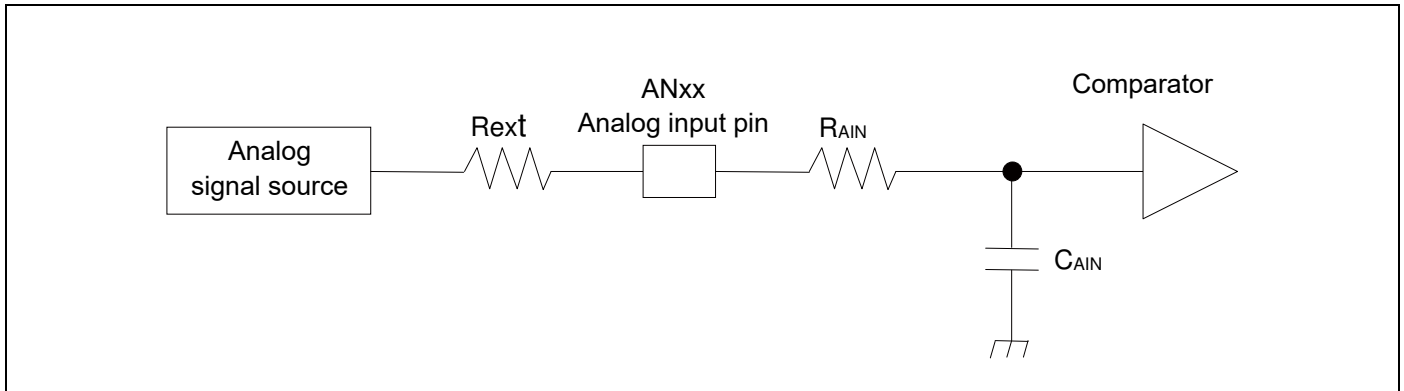 Analog
signal source
Rext
ANxx
Analog input pin
RAIN
Comparator
CAIN